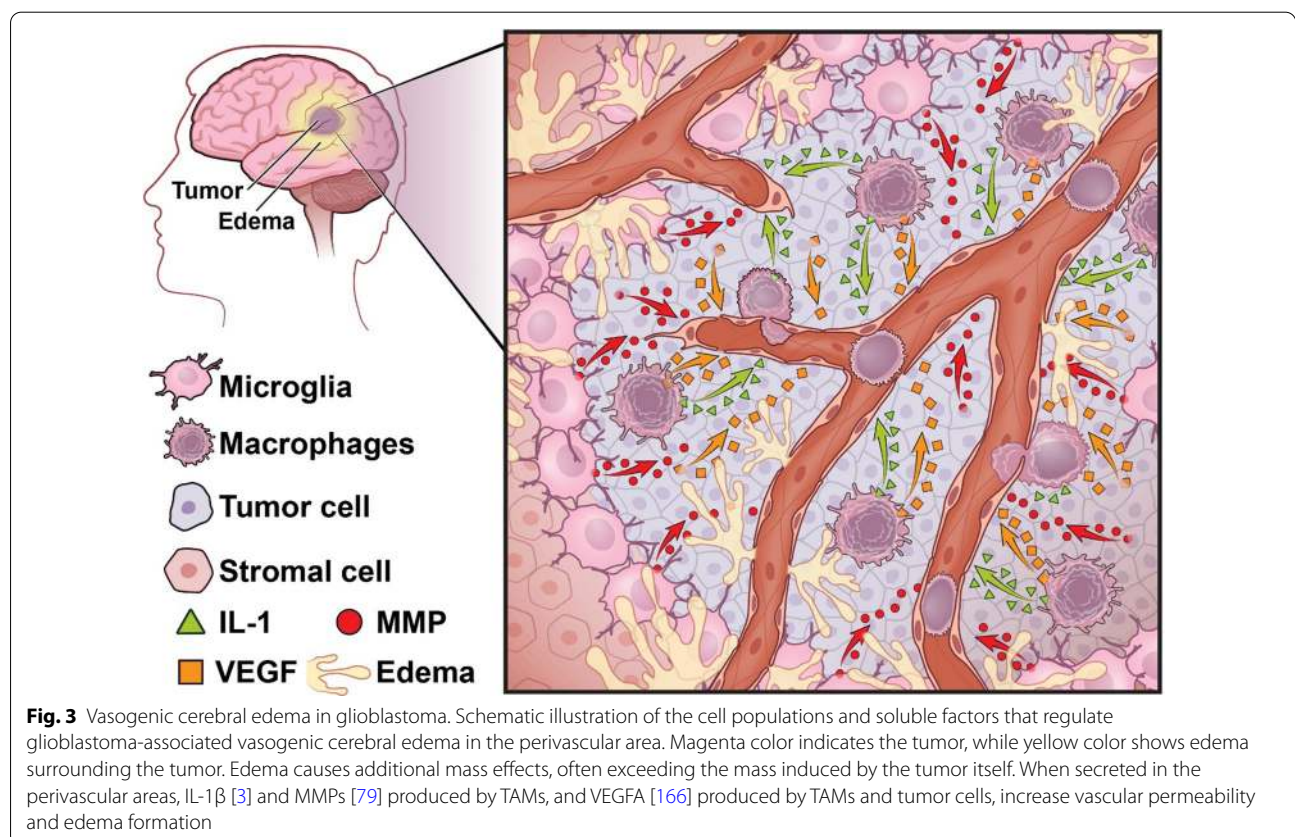 Tumor
Edema
Microglia
Macrophages
Tumor cell
Stromal cell
IL-1 MMP
VEGF Edema
Fig. 3 Vasogenic cerebral edema in glioblastoma. Schematic illustration of the cell populations and soluble factors that regulate
glioblastoma-associated vasogenic cerebral edema in the perivascular area. Magenta color indicates the tumor, while yellow color shows edema
surrounding the tumor. Edema causes additional mass effects, often exceeding the mass induced by the tumor itself. When secreted in the
perivascular areas, IL-1β [3] and MMPs [79] produced by TAMs, and VEGFA [166] produced by TAMs and tumor cells, increase vascular permeability
and edema formation